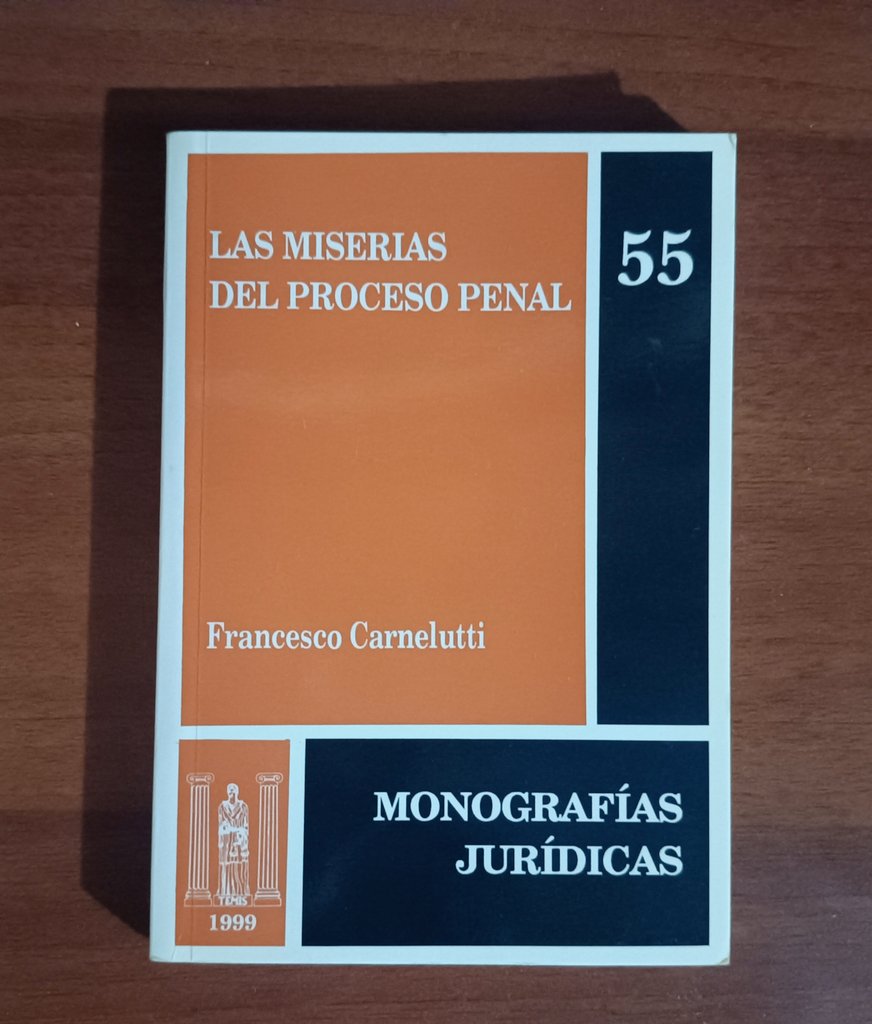 LAS MISERIAS
DEL PROCESO PENAL
55
Francesco Carnelutti
MONOGRAFÍAS
JURÍDICAS
TEMIS
1999